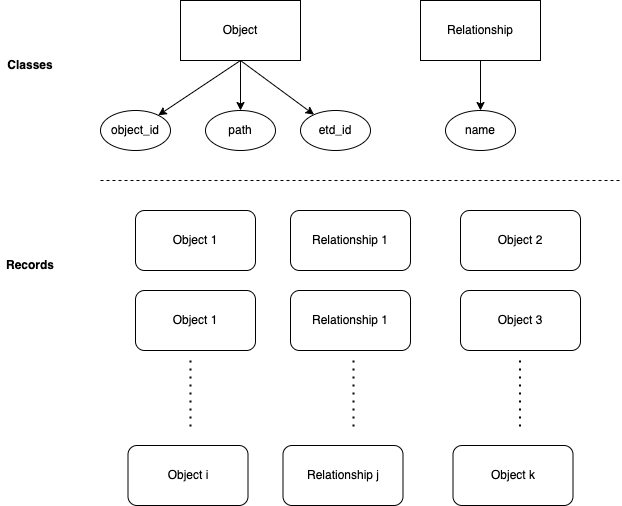 Object
Relationship
Classes
object_id
path
etd_id
name
Object 1
Relationship 1
Object 2
Records
Object 1
Relationship 1
Object 3
Object i
Relationship j
Object k